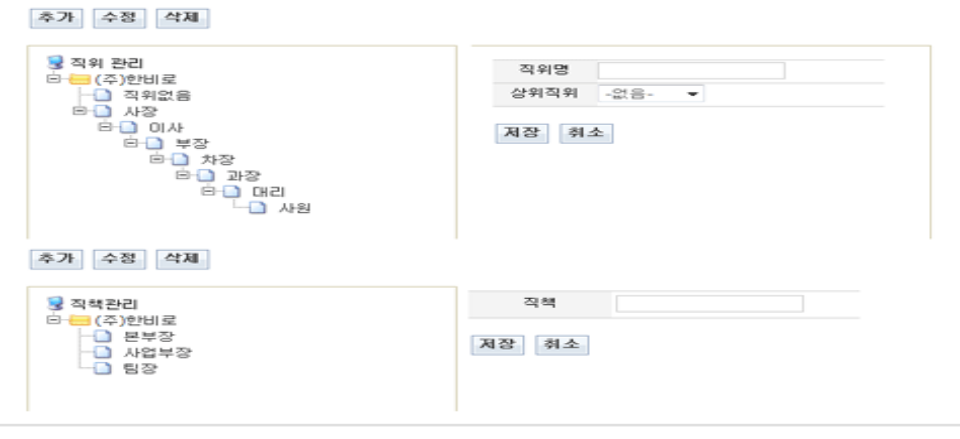 추가 수정 삭제
직위 관리
(주)한비로
직위없음
사장
이사
부장
차장
과장
대리
사원
직위명
상위직위 -없음-
저장 취소
추가 수정 삭제
직책관리
(주)한비로
본부장
사업부장
팀장
직책
저장 취소